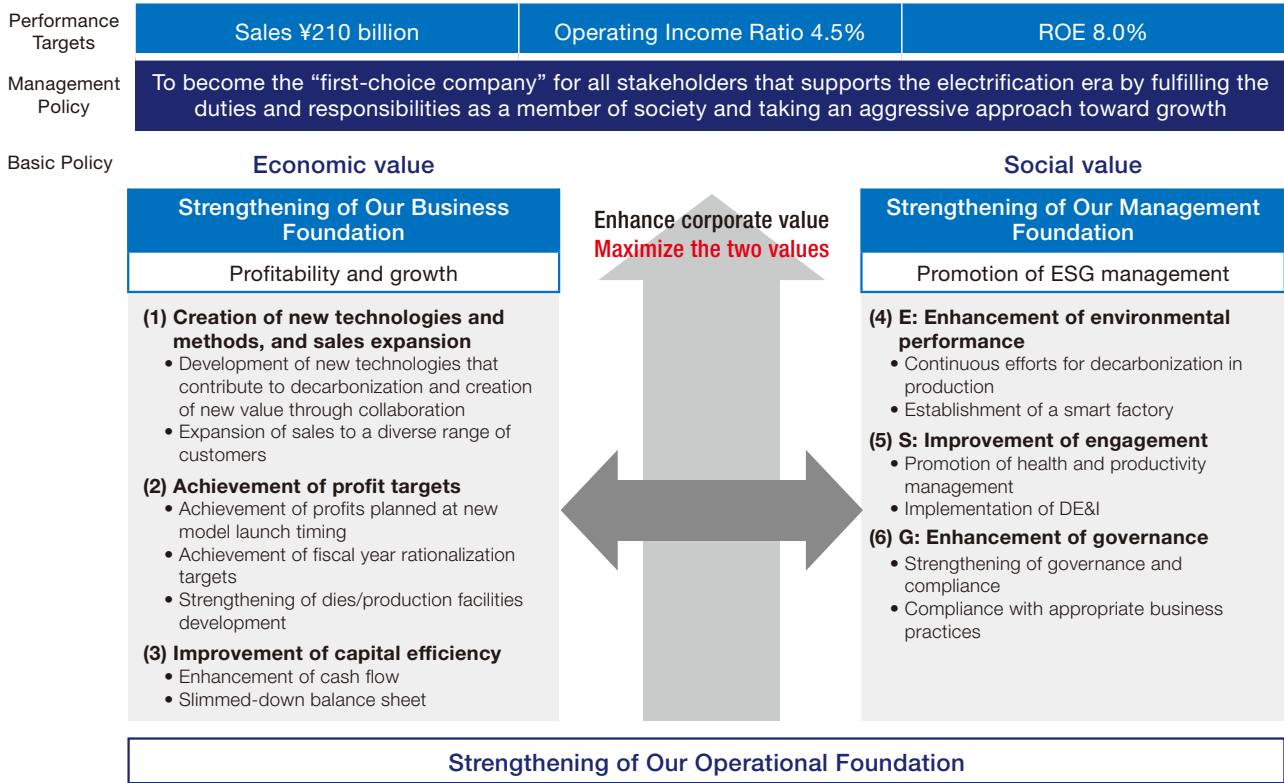 Performance
Targets
Sales ¥210 billion
Operating Income Ratio 4.5%
ROE 8.0%
Management
Policy
To become the “first-choice company” for all stakeholders that supports the electrification era by fulfilling the
duties and responsibilities as a member of society and taking an aggressive approach toward growth
Basic Policy
Economic value
Strengthening of Our Business
Foundation
Profitability and growth
(1) Creation of new technologies and
methods, and sales expansion
• Development of new technologies that
contribute to decarbonization and creation
of new value through collaboration
• Expansion of sales to a diverse range of
customers
(2) Achievement of profit targets
• Achievement of profits planned at new
model launch timing
• Achievement of fiscal year rationalization
targets
• Strengthening of dies/production facilities
development
(3) Improvement of capital efficiency
• Enhancement of cash flow
• Slimmed-down balance sheet
Enhance corporate value
Maximize the two values
Social value
Strengthening of Our Management
Foundation
Promotion of ESG management
(4) E: Enhancement of environmental
performance
• Continuous efforts for decarbonization in
production
• Establishment of a smart factory
(5) S: Improvement of engagement
• Promotion of health and productivity
management
• Implementation of DE&I
(6) G: Enhancement of governance
• Strengthening of governance and
compliance
• Compliance with appropriate business
practices
Strengthening of Our Operational Foundation